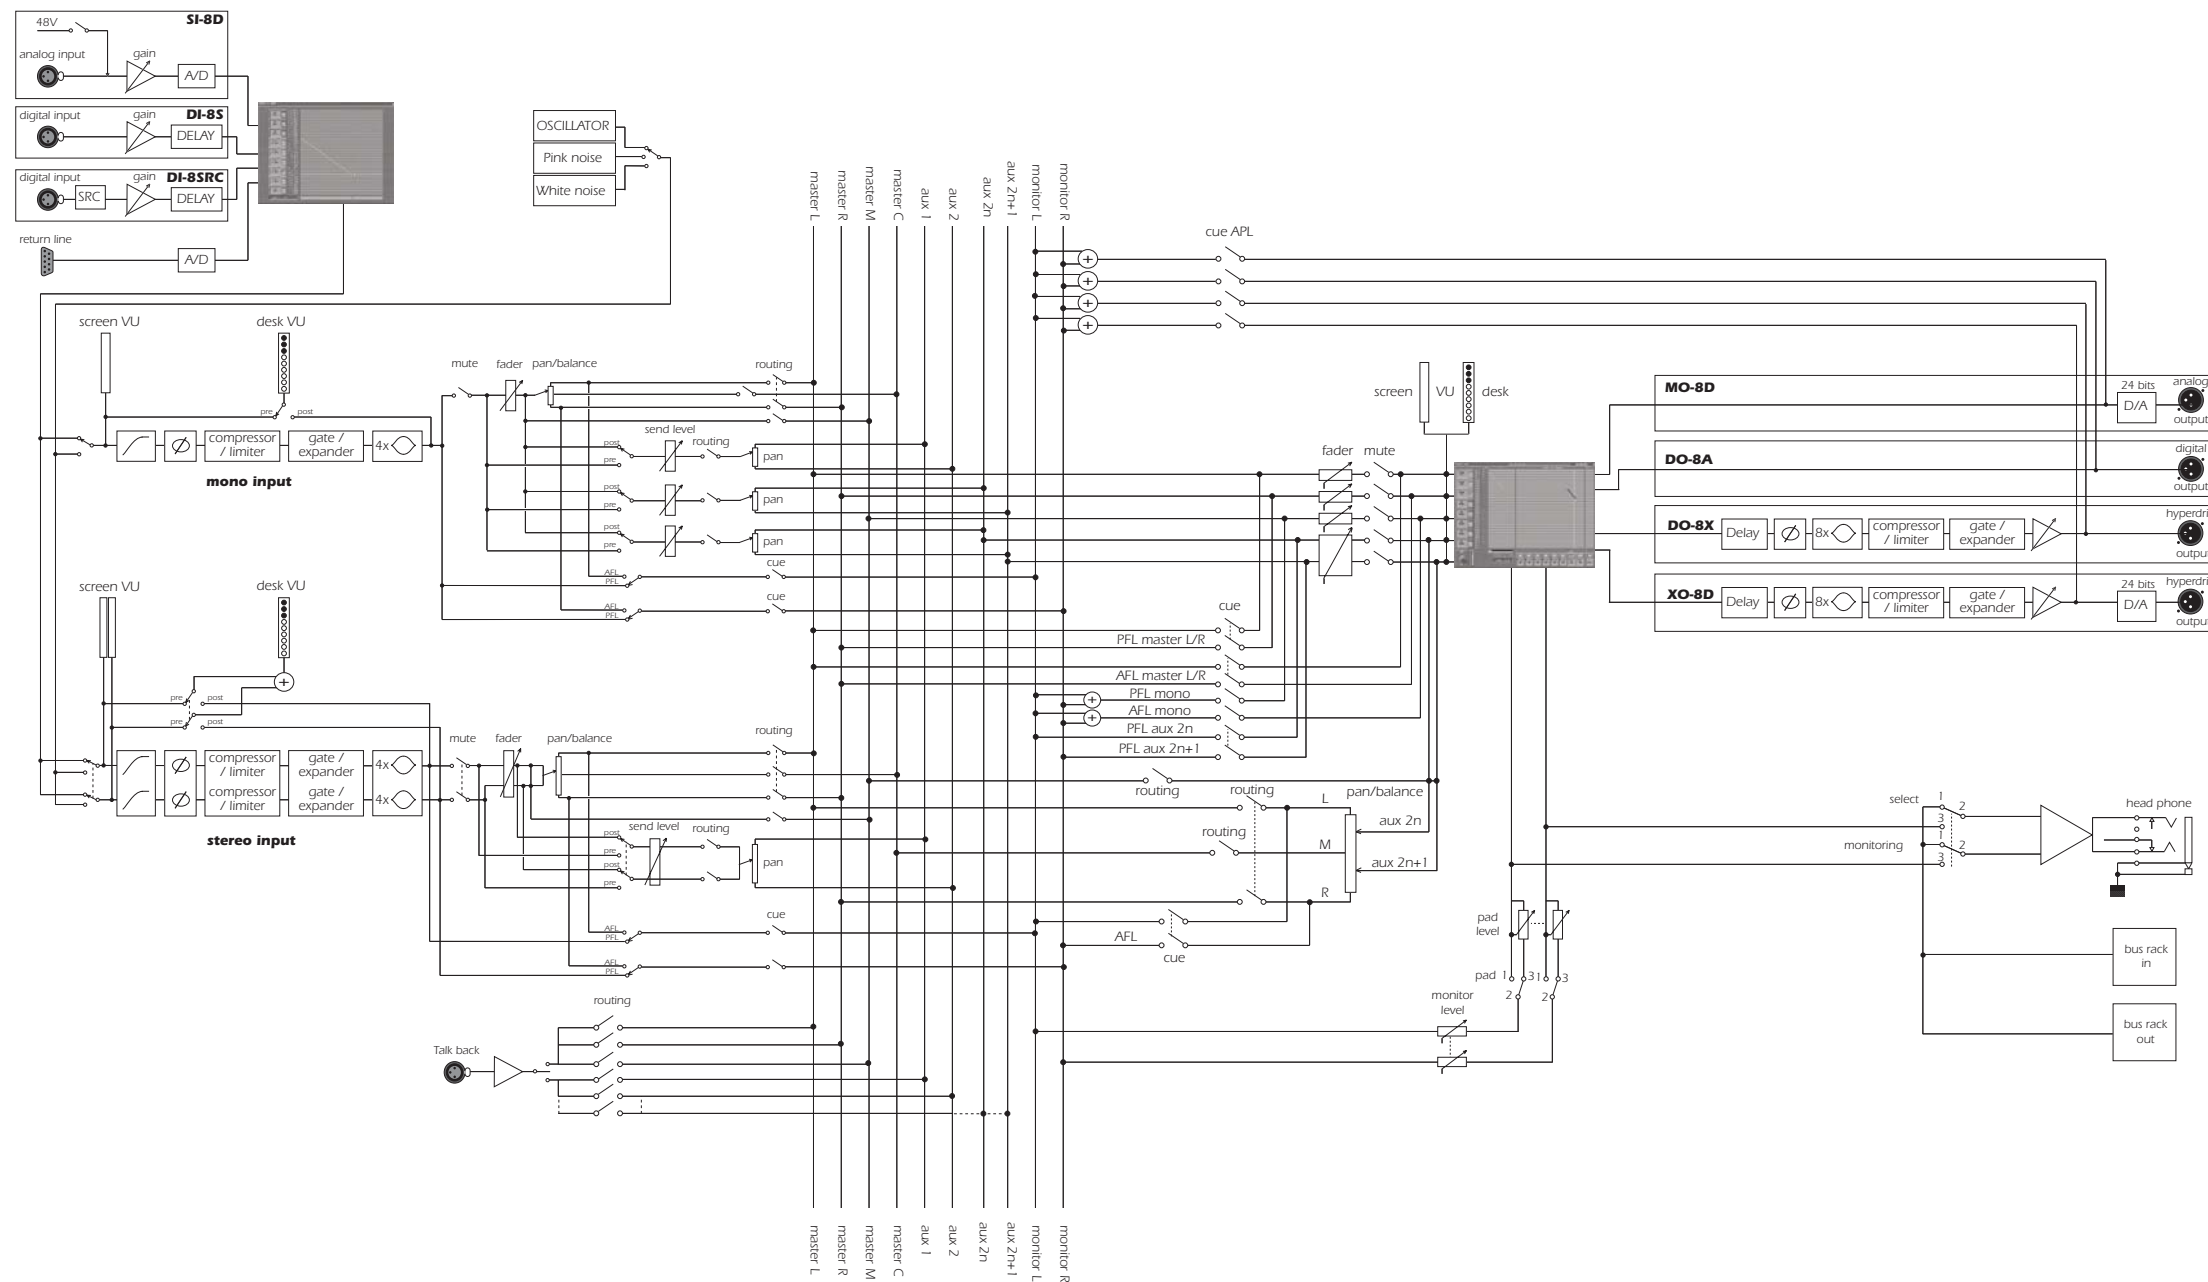 SI-8D
48V
analog input
gain
A/D
digital input
gain
DI-8S
DELAY
digital input
gain
DI-8SRC
SRC
DELAY
return line
A/D
OSCILLATOR
Pink noise
White noise
master L
master R
master M
master C
aux 1
aux 2
aux 2n
aux 2n+1
monitor L
monitor R
cue APL
screen VU
desk VU
pre
post
compressor
/ limiter
gate /
expander
4x
mono input
mute
fader
pan/balance
routing
send level
routing
post
pre
pan
post
pre
pan
post
pre
pan
AFL
PFL
cue
AFL
PFL
cue
screen
VU
desk
fader
mute
MO-8D
24 bits
D/A
analog
output
DO-8A
digital
output
DO-8X
Delay
8x
compressor
/ limiter
gate /
expander
hyperdri
output
XO-8D
Delay
8x
compressor
/ limiter
gate /
expander
24 bits
D/A
hyperdri
output
screen VU
desk VU
pre
post
pre
post
compressor
/ limiter
gate /
expander
4x
compressor
/ limiter
gate /
expander
4x
stereo input
mute
fader
pan/balance
routing
send level
routing
post
pre
post
pre
pan
AFL
PFL
cue
AFL
PFL
cue
PFL master L/R
AFL master L/R
PFL mono
AFL mono
PFL aux 2n
PFL aux 2n+1
routing
routing
pan/balance
L
aux 2n
routing
M
aux 2n+1
R
AFL
cue
select
1
2
3
monitoring
1
2
3
head phone
pad
level
pad
1
3
1
3
2
2
monitor
level
bus rack
in
bus rack
out
routing
Talk back
master L
master R
master M
master C
aux 1
aux 2
aux 2n
aux 2n+1
monitor L
monitor R